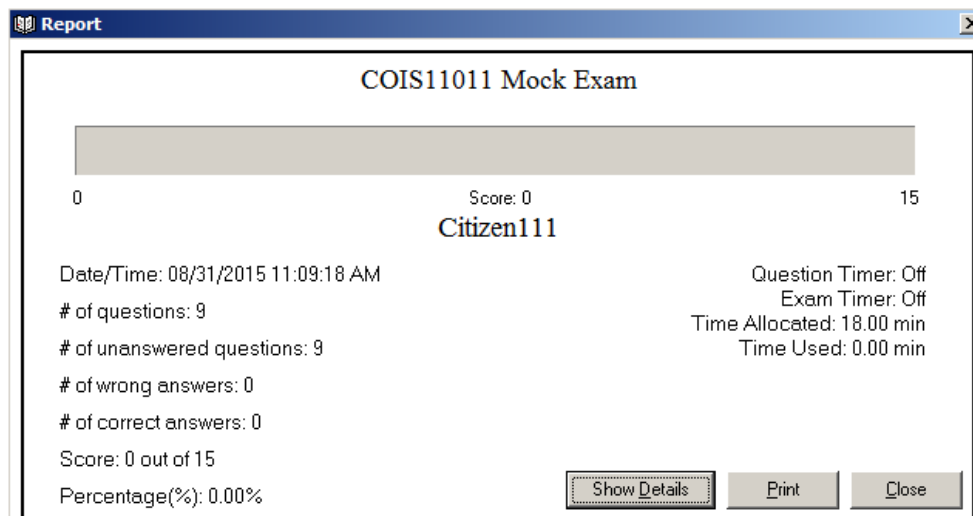 Report
COIS11011 Mock Exam
0 Score: 0 15
Citizen111
Date/Time: 08/31/2015 11:09:18 AM
# of questions: 9
# of unanswered questions: 9
# of wrong answers: 0
# of correct answers: 0
Score: 0 out of 15
Percentage(%): 0.00%
Question Timer: Off
Exam Timer: Off
Time Allocated: 18.00 min
Time Used: 0.00 min
Show Details Print Close